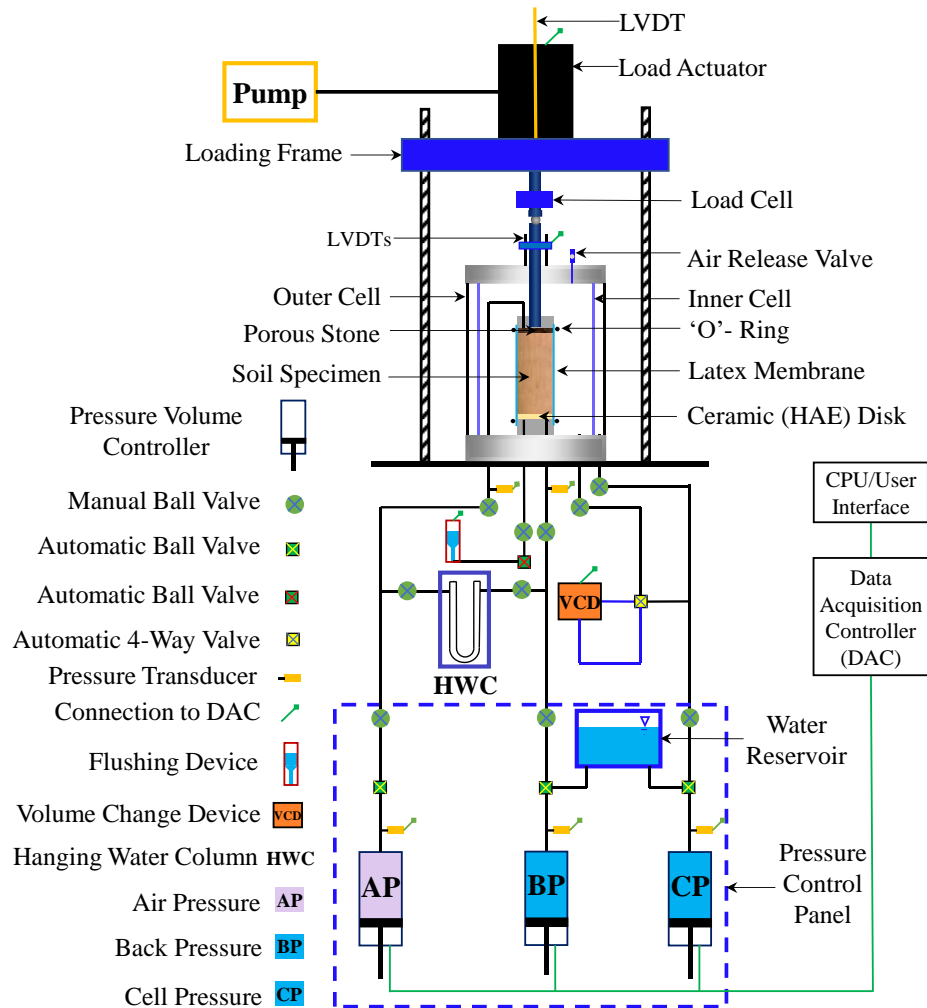 LVDT
Load Actuator
Pump
Loading Frame
Load Cell
LVDTs
Air Release Valve
Outer Cell
Inner Cell
Porous Stone
‘O’- Ring
Soil Specimen
Latex Membrane
Ceramic (HAE) Disk
Pressure Volume
Controller
Manual Ball Valve
Automatic Ball Valve
Automatic Ball Valve
Automatic 4-Way Valve
Pressure Transducer
Connection to DAC
Flushing Device
Volume Change Device
VCD
Hanging Water Column HWC
Air Pressure AP
Back Pressure BP
Cell Pressure CP
VCD
HWC
CPU/User
Interface
Data
Acquisition
Controller
(DAC)
Water
Reservoir
AP
BP
CP
Pressure
Control
Panel